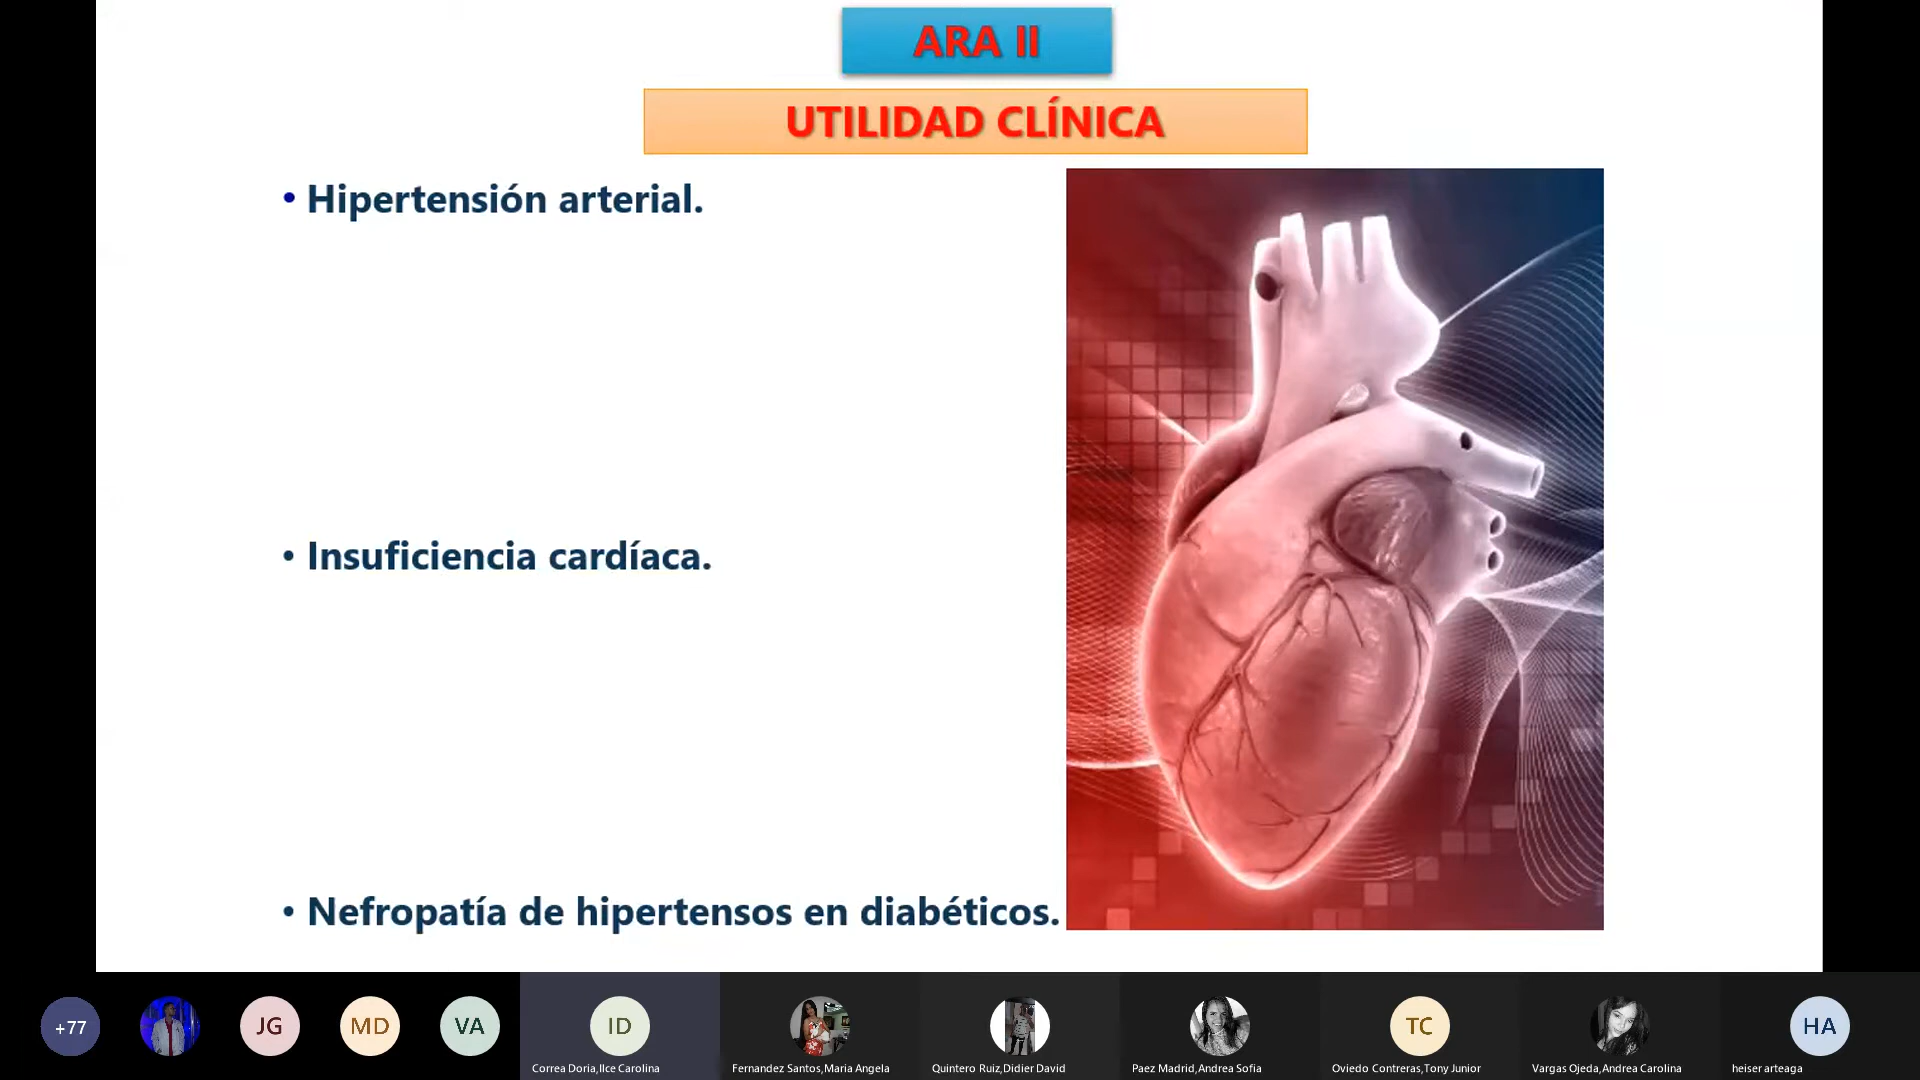 ARA II
UTILIDAD CLÍNICA
• Hipertensión arterial.
• Insuficiencia cardíaca.
• Nefropatía de hipertensos en diabéticos.
+77
JG
MD
VA
ID
TC
HA
Correa Doria,Ilce Carolina
Fernandez Santos,Maria Angela
Quintero Ruiz,Didier David
Paez Madrid,Andrea Sofia
Oviedo Contreras,Tony Junior
Vargas Ojeda,Andrea Carolina
heiser arteaga